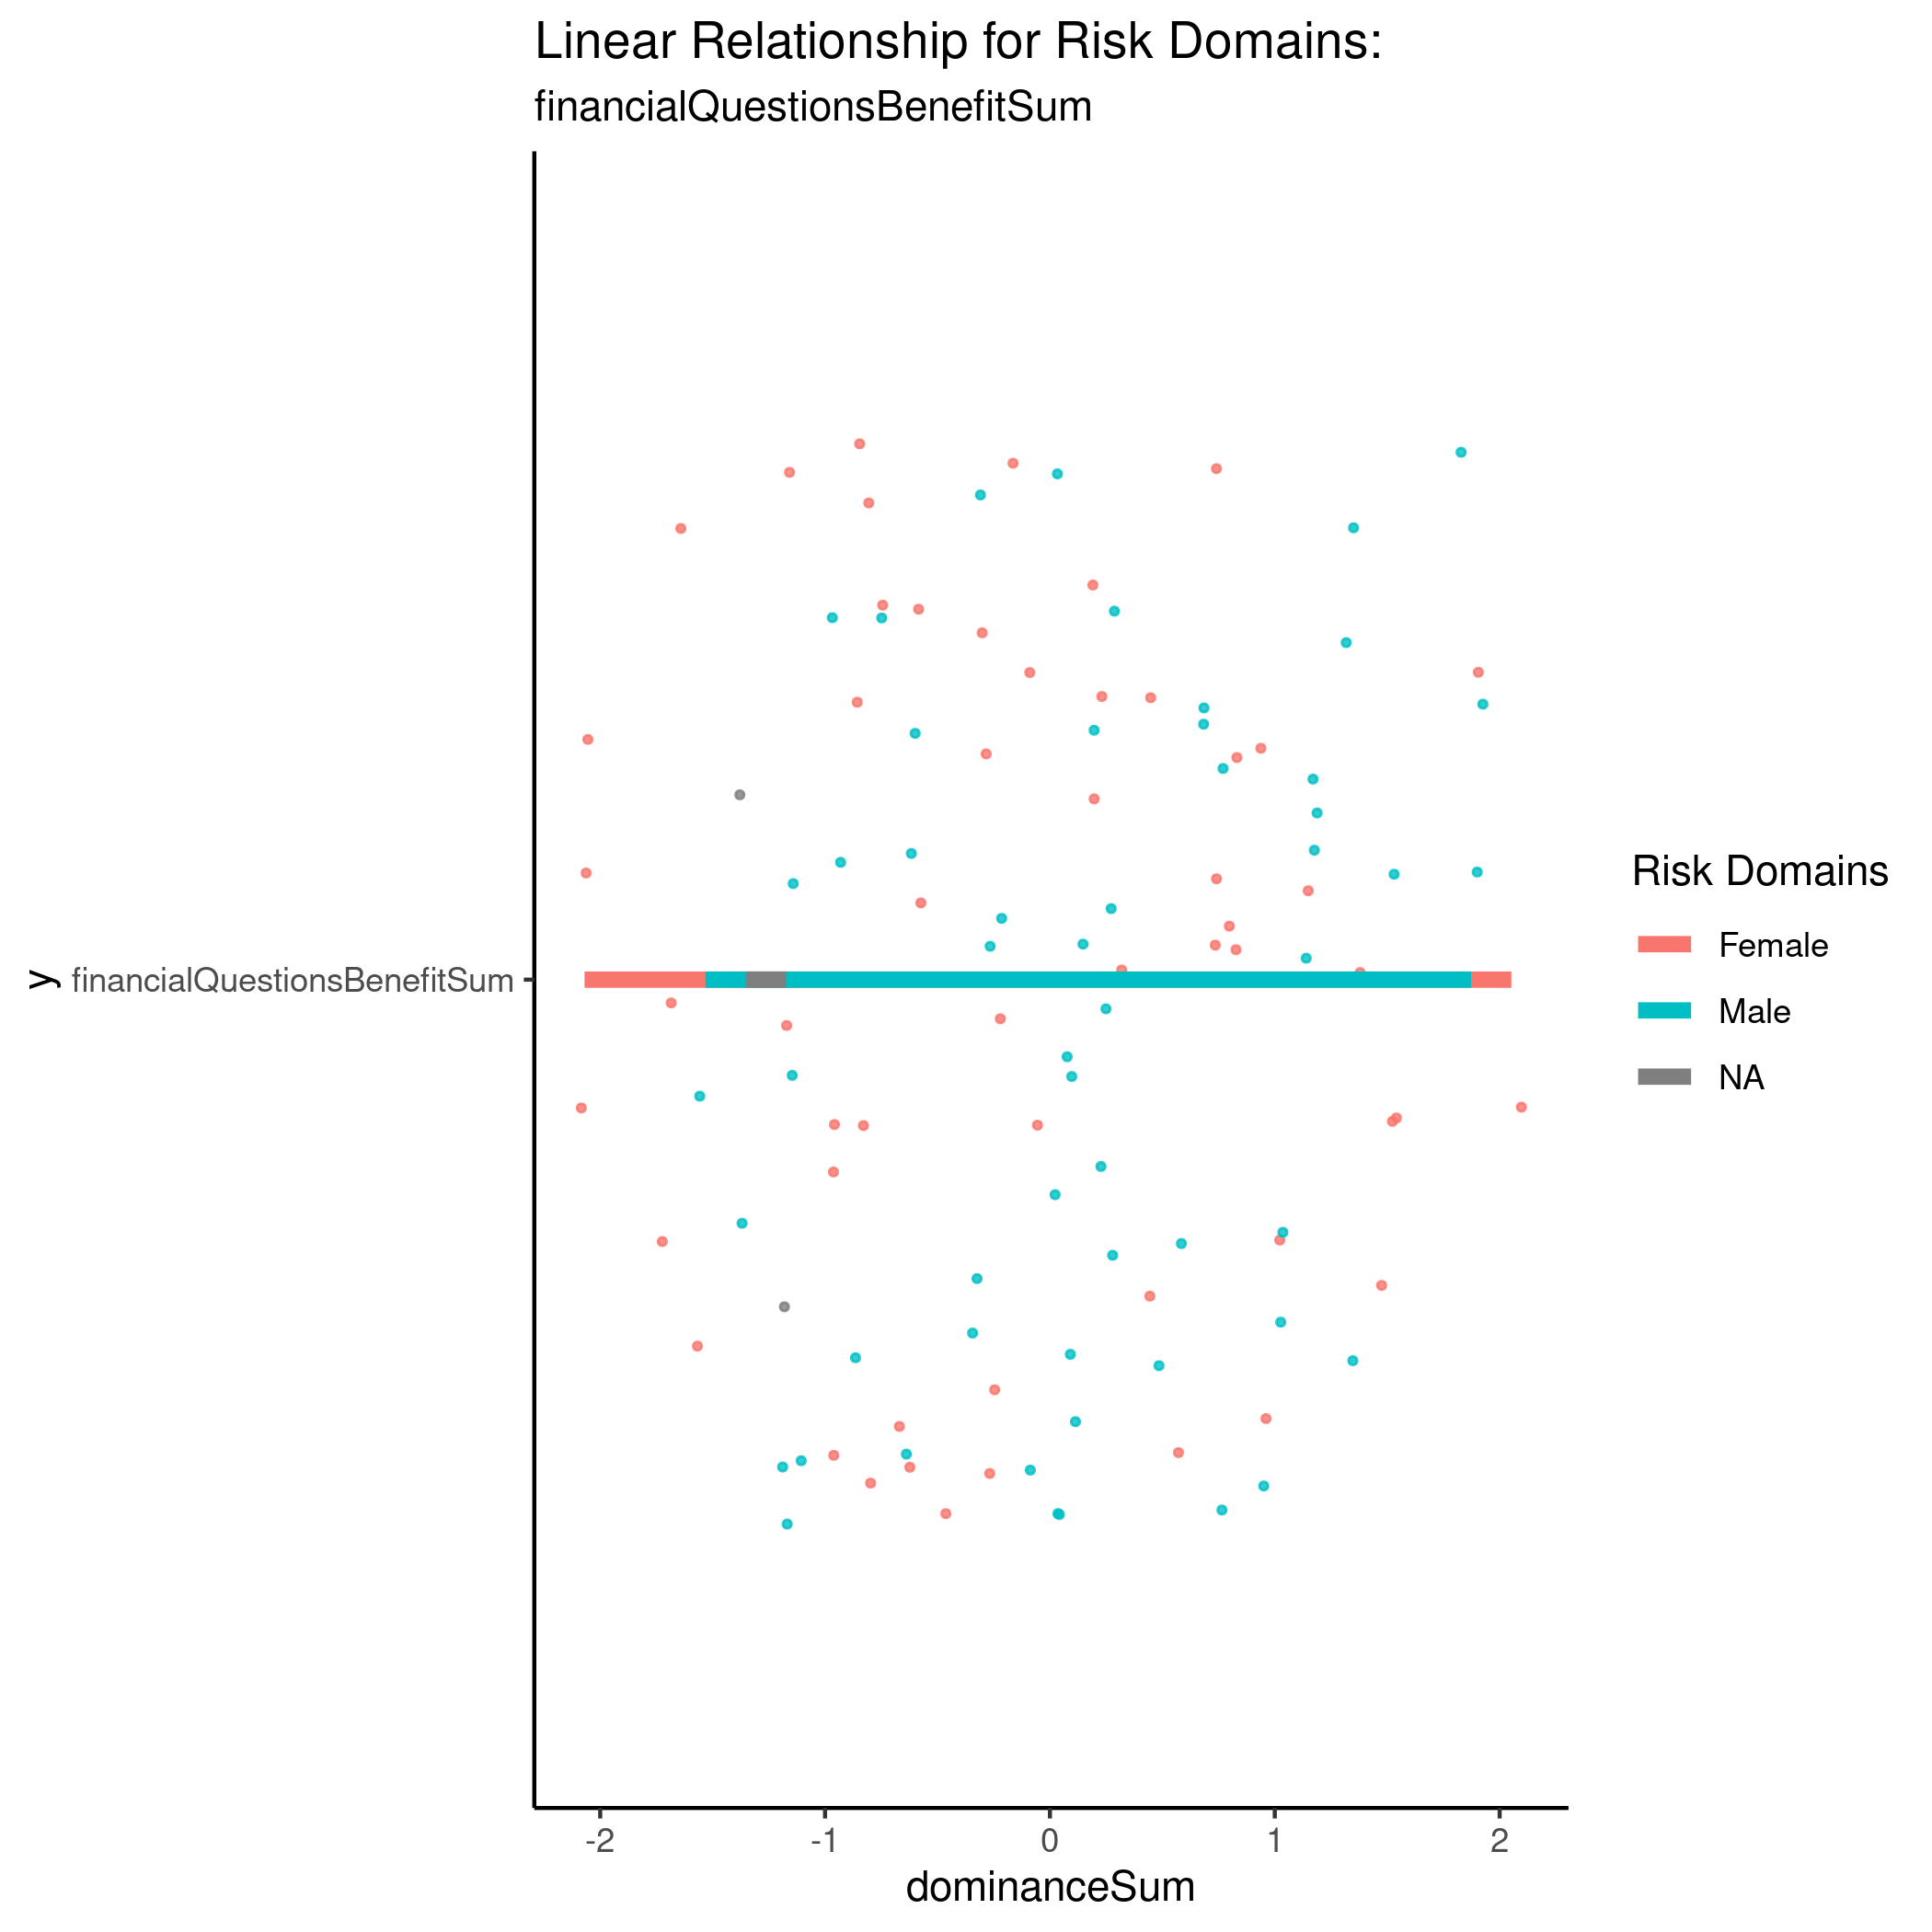 Linear Relationship for Risk Domains:
financialQuestionsBenefitSum
y
financialQuestionsBenefitSum
-2 -1 0 1 2
dominanceSum
Risk Domains
Female
Male
NA